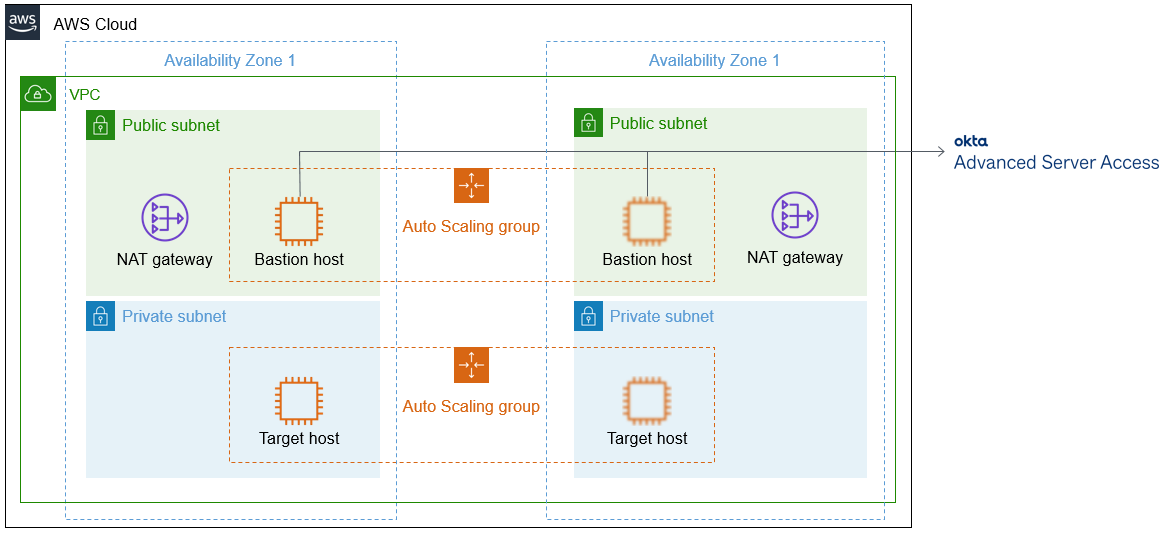 aws
AWS Cloud
Availability Zone 1
Availability Zone 1
VPC
Public subnet
Public subnet
okta
Advanced Server Access
Auto Scaling group
NAT gateway
Bastion host
Bastion host
NAT gateway
Private subnet
Private subnet
Auto Scaling group
Target host
Target host